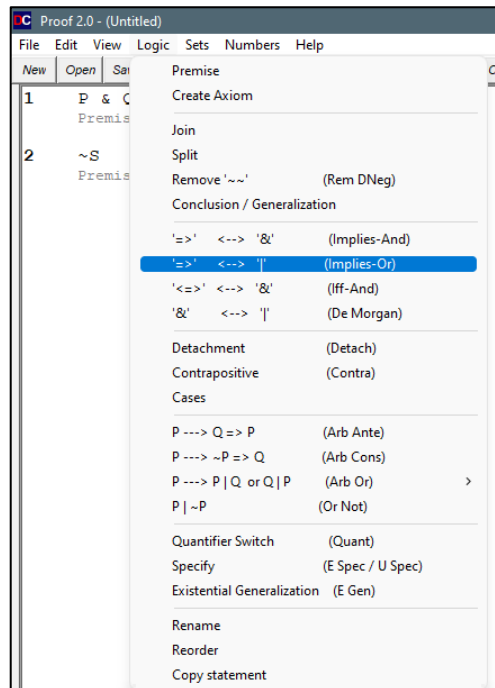 DC Proof 2.0 - (Untitled)
File Edit View Logic Sets Numbers Help
New Open
Premise
Create Axiom
Join
Split
Remove '~~' (Rem DNeg)
Conclusion / Generalization
'=>' <--> '&' (Implies-And)
'=>' <--> '|' (Implies-Or)
'<=>' <--> '&' (Iff-And)
'&' <--> '|' (De Morgan)
Detachment (Detach)
Contrapositive (Contra)
Cases
P ---> Q => P (Arb Ante)
P ---> ~P => Q (Arb Cons)
P ---> P | Q or Q | P (Arb Or) >
P | ~P (Or Not)
Quantifier Switch (Quant)
Specify (E Spec / U Spec)
Existential Generalization (E Gen)
Rename
Reorder
Copy statement
1 P &
2 ~S